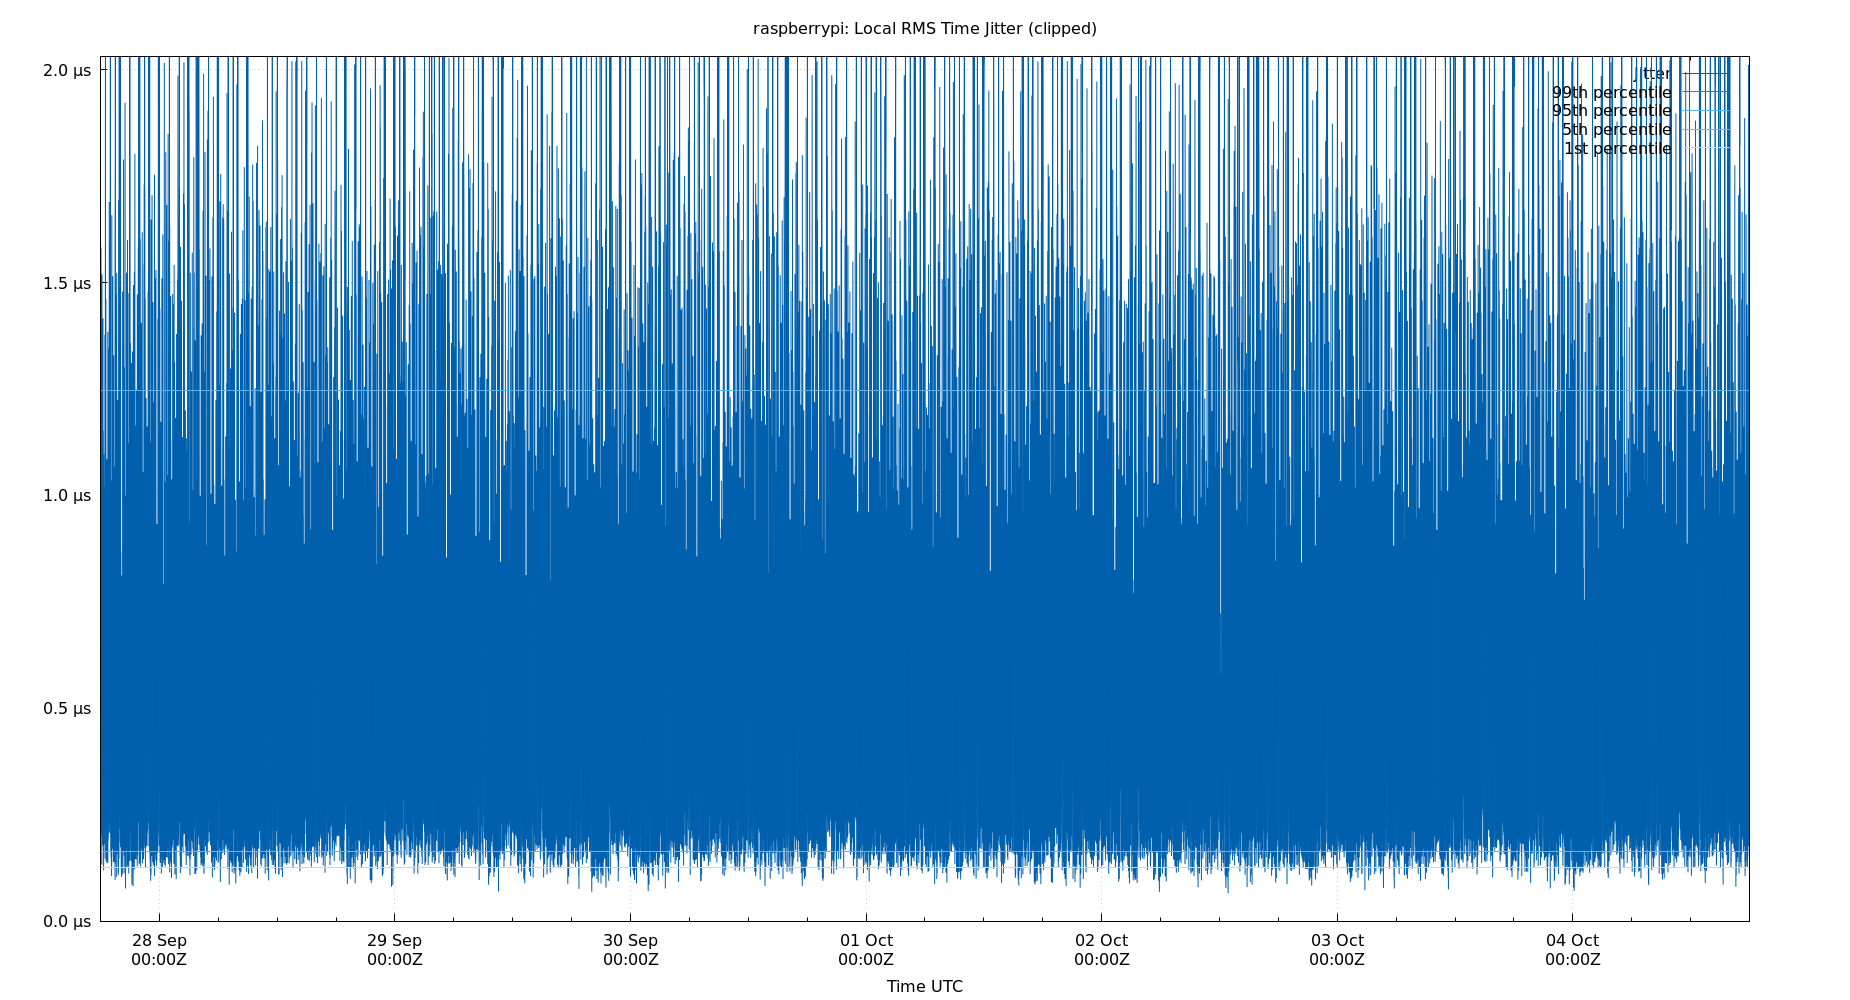 raspberrypi: Local RMS Time Jitter (clipped)
2.0 µs
1.5 µs
1.0 µs
0.5 µs
0.0 µs
jitter
99th percentile
95th percentile
5th percentile
1st percentile
28 Sep
00:00Z
29 Sep
00:00Z
30 Sep
00:00Z
01 Oct
00:00Z
02 Oct
00:00Z
03 Oct
00:00Z
04 Oct
00:00Z
Time UTC